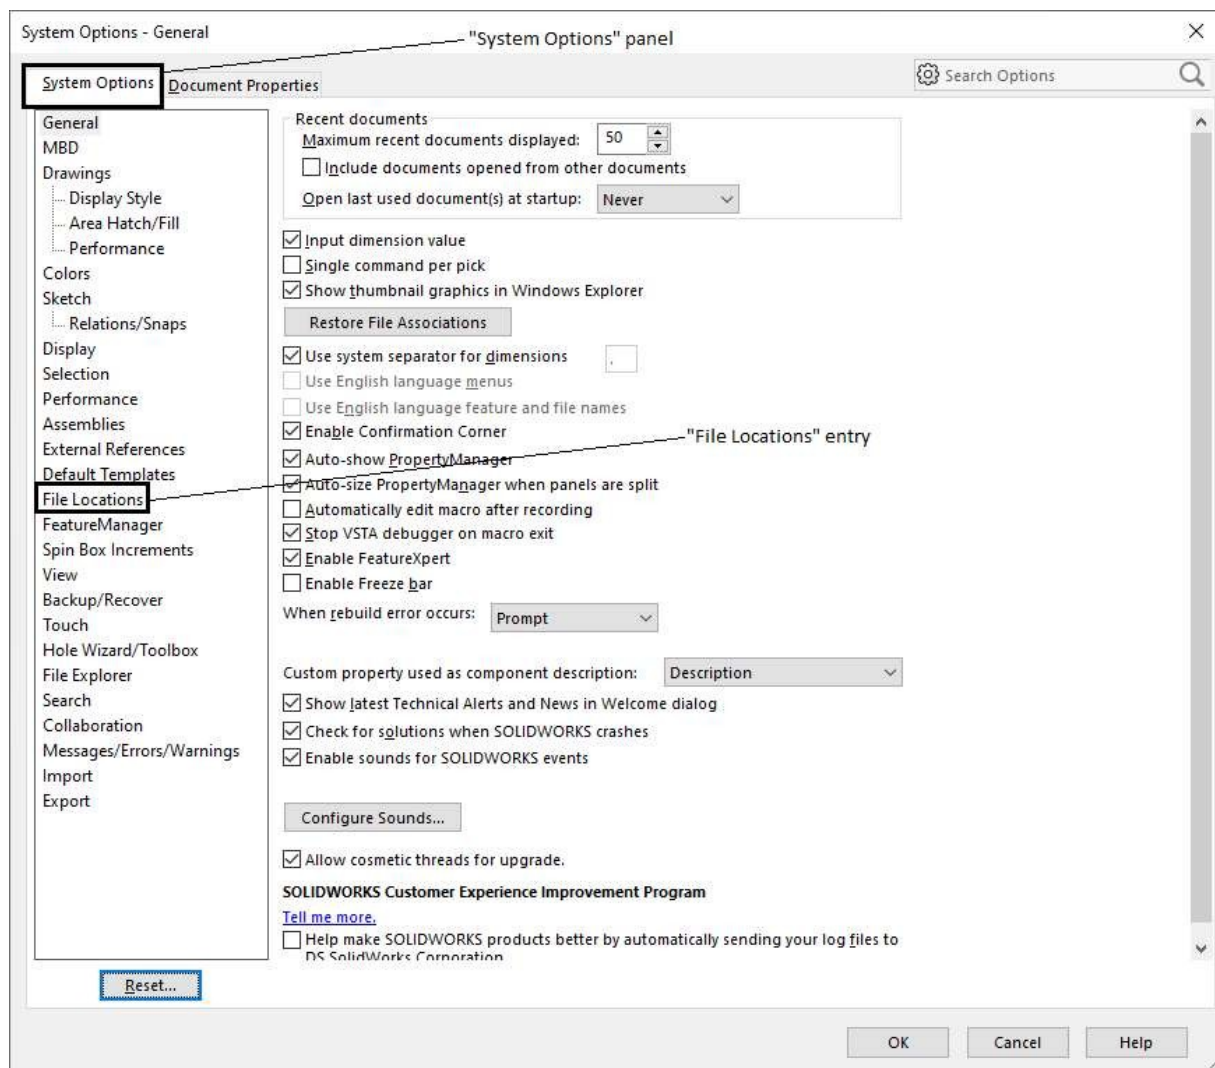 System Options - General
"System Options" panel
System Options
Document Properties
Search Options
General
MBD
Drawings
Display Style
Area Hatch/Fill
Performance
Colors
Sketch
Relations/Snaps
Display
Selection
Performance
Assemblies
External References
Default Templates
File Locations
FeatureManager
Spin Box Increments
View
Backup/Recover
Touch
Hole Wizard/Toolbox
File Explorer
Search
Collaboration
Messages/Errors/Warnings
Import
Export
Reset...
Recent documents
Maximum recent documents displayed: 50
Include documents opened from other documents
Open last used document(s) at startup: Never
Input dimension value
Single command per pick
Show thumbnail graphics in Windows Explorer
Restore File Associations
Use system separator for dimensions .
Use English language menus
Use English language feature and file names
Enable Confirmation Corner
"File Locations" entry
Auto-show PropertyManager
Auto-size PropertyManager when panels are split
Automatically edit macro after recording
Stop VSTA debugger on macro exit
Enable FeatureXpert
Enable Freeze bar
When rebuild error occurs: Prompt
Custom property used as component description: Description
Show latest Technical Alerts and News in Welcome dialog
Check for solutions when SOLIDWORKS crashes
Enable sounds for SOLIDWORKS events
Configure Sounds...
Allow cosmetic threads for upgrade.
SOLIDWORKS Customer Experience Improvement Program
Tell me more.
Help make SOLIDWORKS products better by automatically sending your log files to
DS SolidWorks Corporation
OK Cancel Help